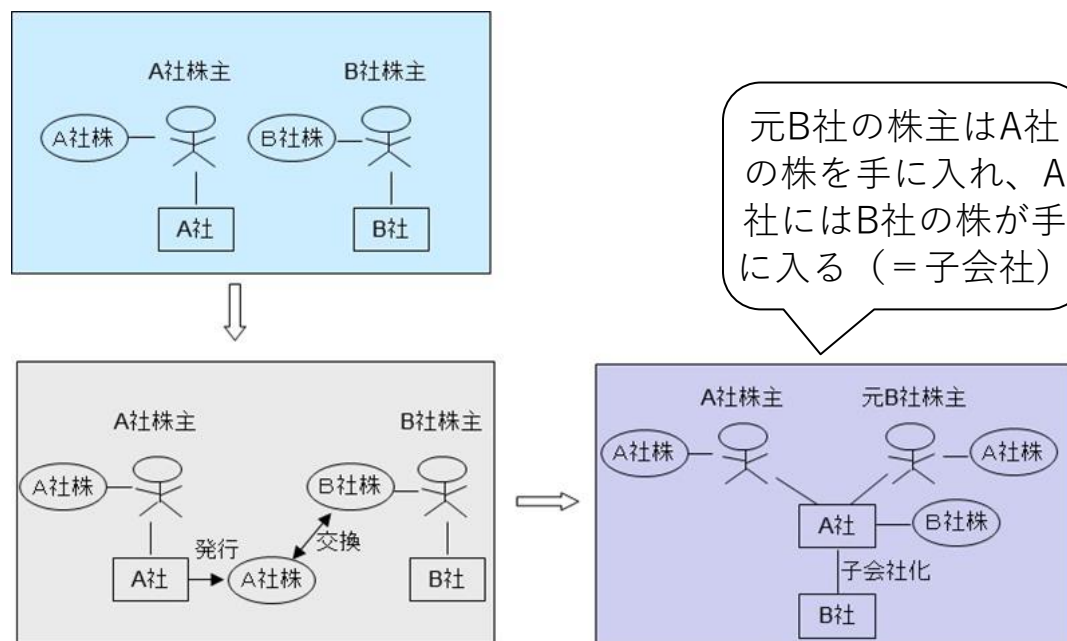 A社株主 B社株主
A社株 B社株
A社 B社
元B社の株主はA社
の株を手に入れ、A
社にはB社の株が手
に入る（＝子会社）
A社株主 B社株主
A社株 B社株
発行 交換
A社 A社株 B社
A社株主 元B社株主
A社株 A社株
A社 B社株
子会社化
B社